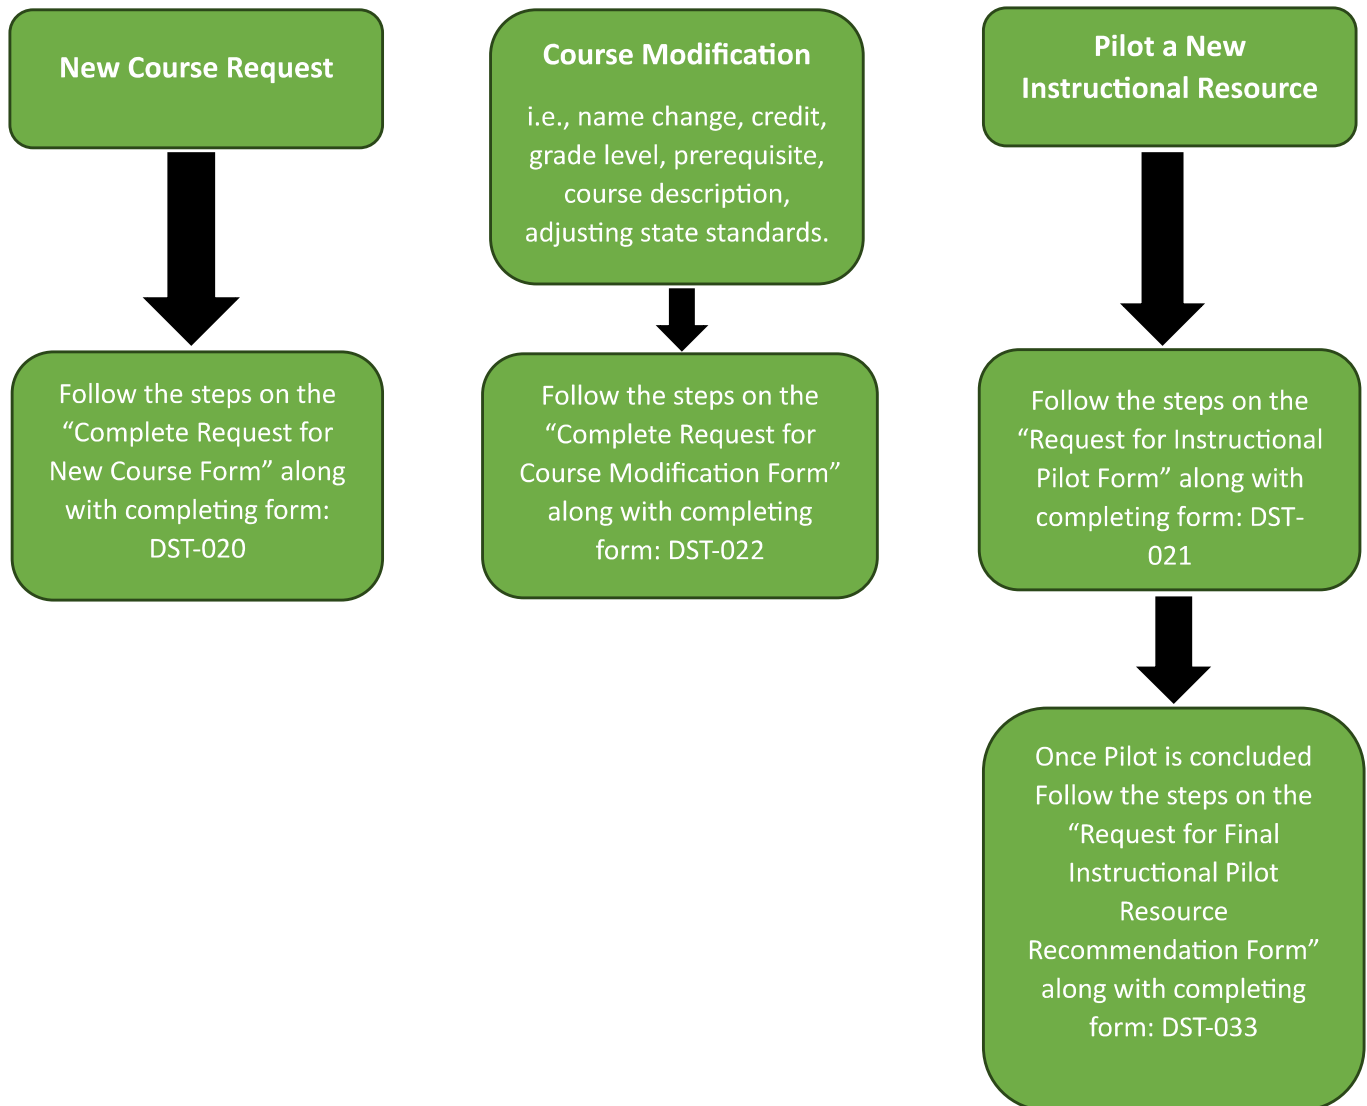 New Course Request
Course Modification
i.e., name change, credit,
grade level, prerequisite,
course description,
adjusting state standards.
Pilot a New
Instructional Resource
Follow the steps on the
“Complete Request for
New Course Form” along
with completing form:
DST-020
Follow the steps on the
“Complete Request for
Course Modification Form”
along with completing
form: DST-022
Follow the steps on the
“Request for Instructional
Pilot Form” along with
completing form: DST-
021
Once Pilot is concluded
Follow the steps on the
“Request for Final
Instructional Pilot
Resource
Recommendation Form”
along with completing
form: DST-033